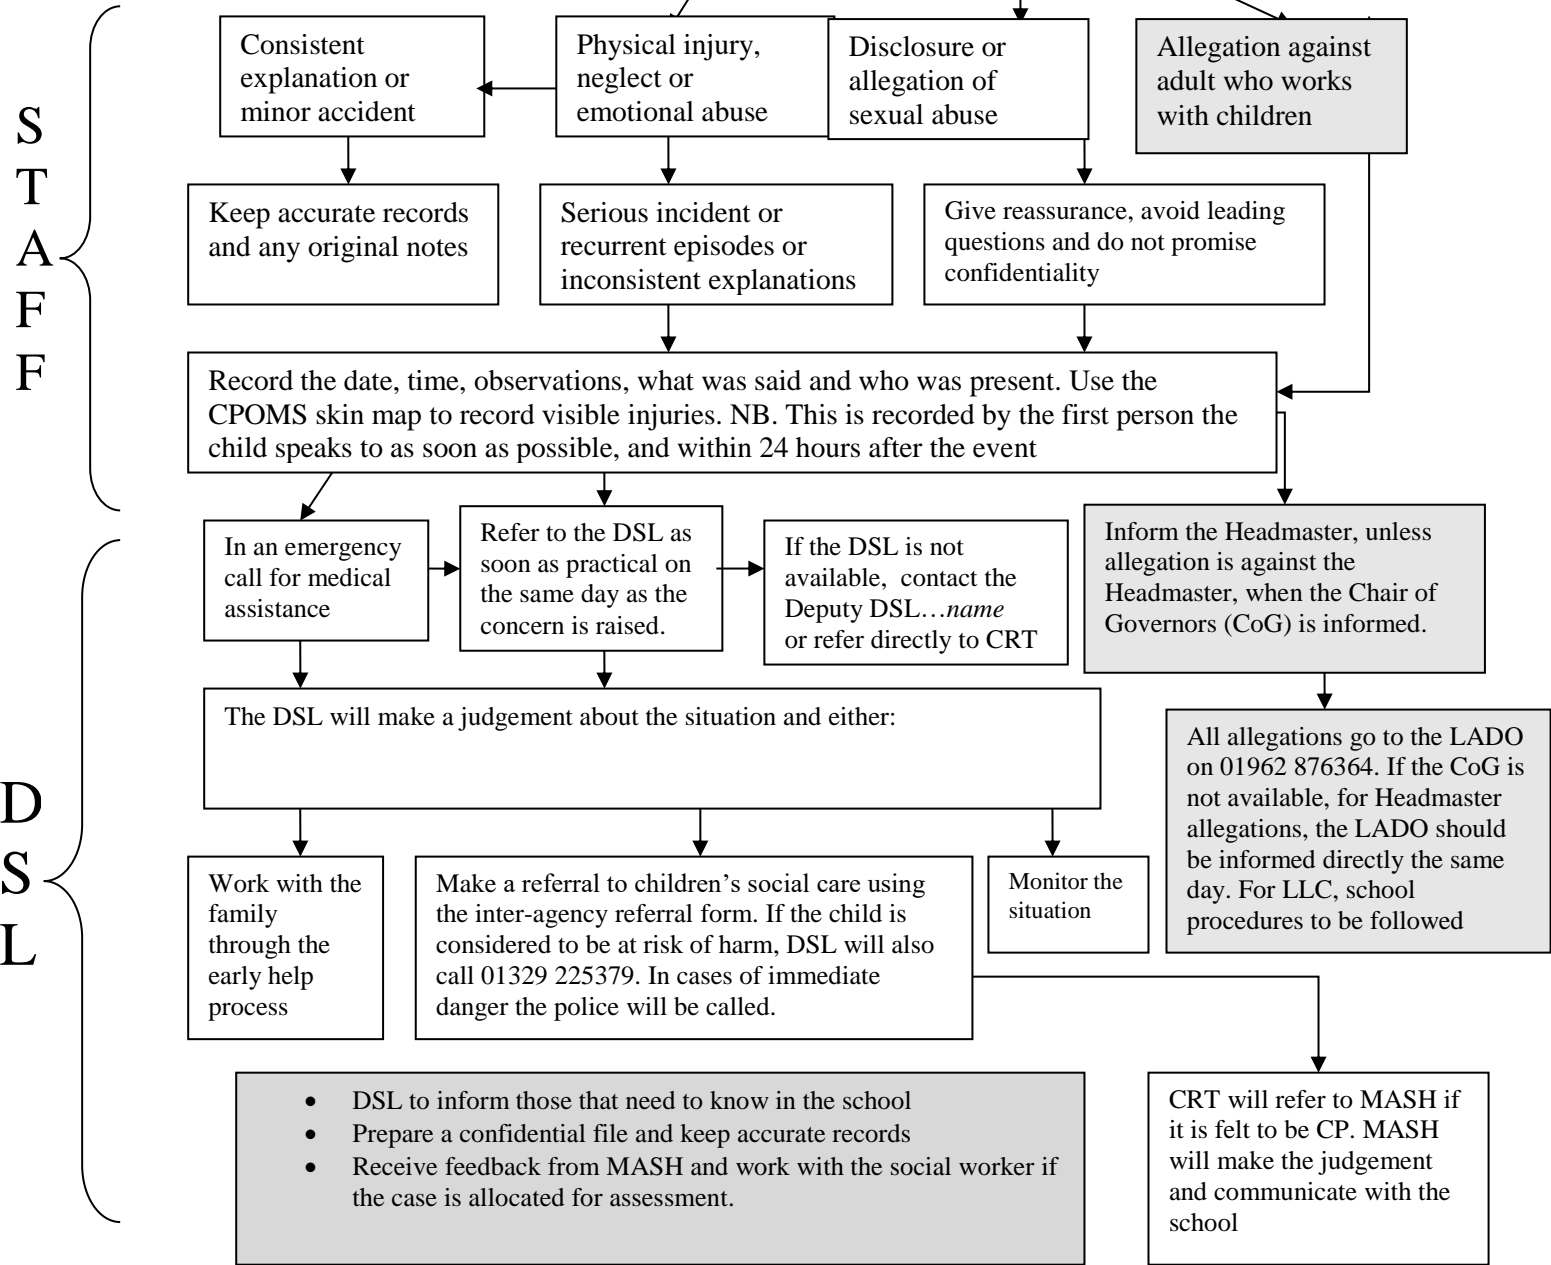 S
T
A
F
F
Consistent
explanation or
minor accident
Physical injury,
neglect or
emotional abuse
Disclosure or
allegation of
sexual abuse
Allegation against
adult who works
with children
Keep accurate records
and any original notes
Serious incident or
recurrent episodes or
inconsistent explanations
Give reassurance, avoid leading
questions and do not promise
confidentiality
Record the date, time, observations, what was said and who was present. Use the
CPOMS skin map to record visible injuries. NB. This is recorded by the first person the
child speaks to as soon as possible, and within 24 hours after the event
D
S
L
In an emergency
call for medical
assistance
Refer to the DSL as
soon as practical on
the same day as the
concern is raised.
If the DSL is not
available,  contact the
Deputy DSL…name
or refer directly to CRT
Inform the Headmaster, unless
allegation is against the
Headmaster, when the Chair of
Governors (CoG) is informed.
The DSL will make a judgement about the situation and either:
All allegations go to the LADO
on 01962 876364. If the CoG is
not available, for Headmaster
allegations, the LADO should
be informed directly the same
day. For LLC, school
procedures to be followed
Work with the
family
through the
early help
process
Make a referral to children’s social care using
the inter-agency referral form. If the child is
considered to be at risk of harm, DSL will also
call 01329 225379. In cases of immediate
danger the police will be called.
Monitor the
situation
• DSL to inform those that need to know in the school
• Prepare a confidential file and keep accurate records
• Receive feedback from MASH and work with the social worker if
the case is allocated for assessment.
CRT will refer to MASH if
it is felt to be CP. MASH
will make the judgement
and communicate with the
school